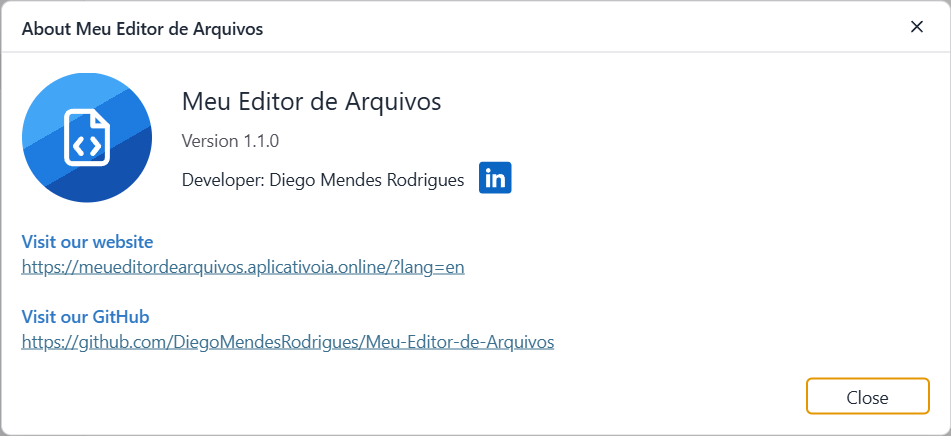 About Meu Editor de Arquivos
Meu Editor de Arquivos
Version 1.1.0
Developer: Diego Mendes Rodrigues
in
Visit our website
https://meueditordearquivos.aplicativoia.online/?lang=en
Visit our GitHub
https://github.com/DiegoMendesRodrigues/Meu-Editor-de-Arquivos
Close